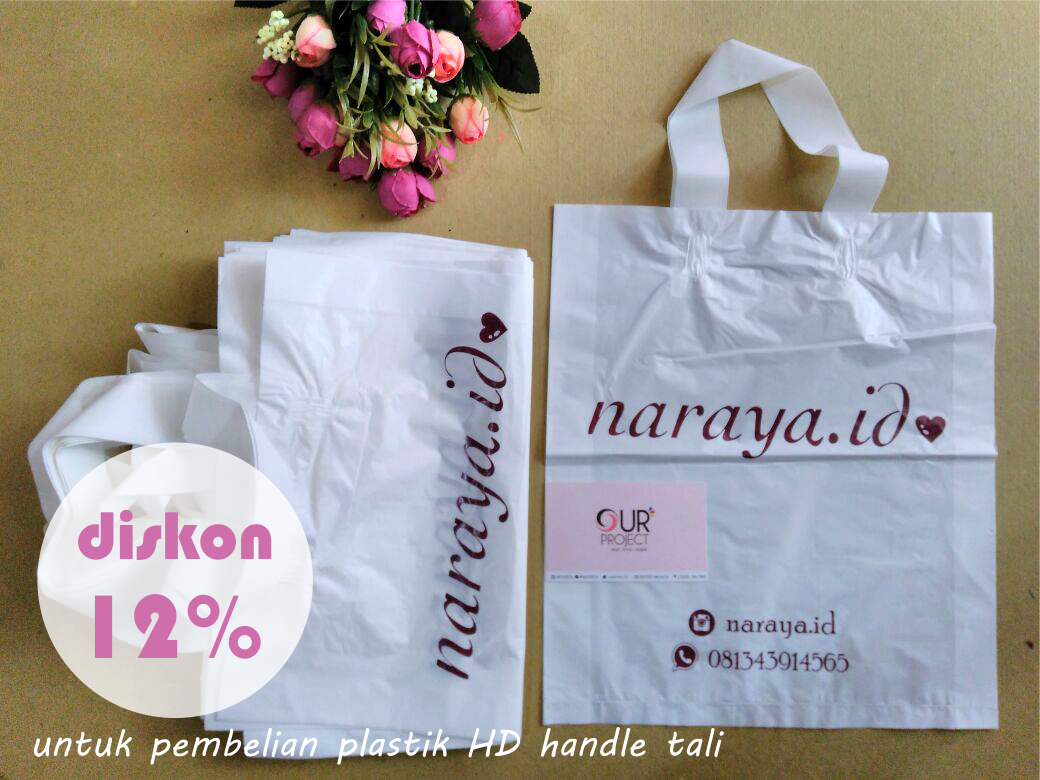 naraya.id
naraya.id
OUR
PROJECT
naraya.id
081343914565
diskon
12%
untuk pembelian plastik HD handle tali